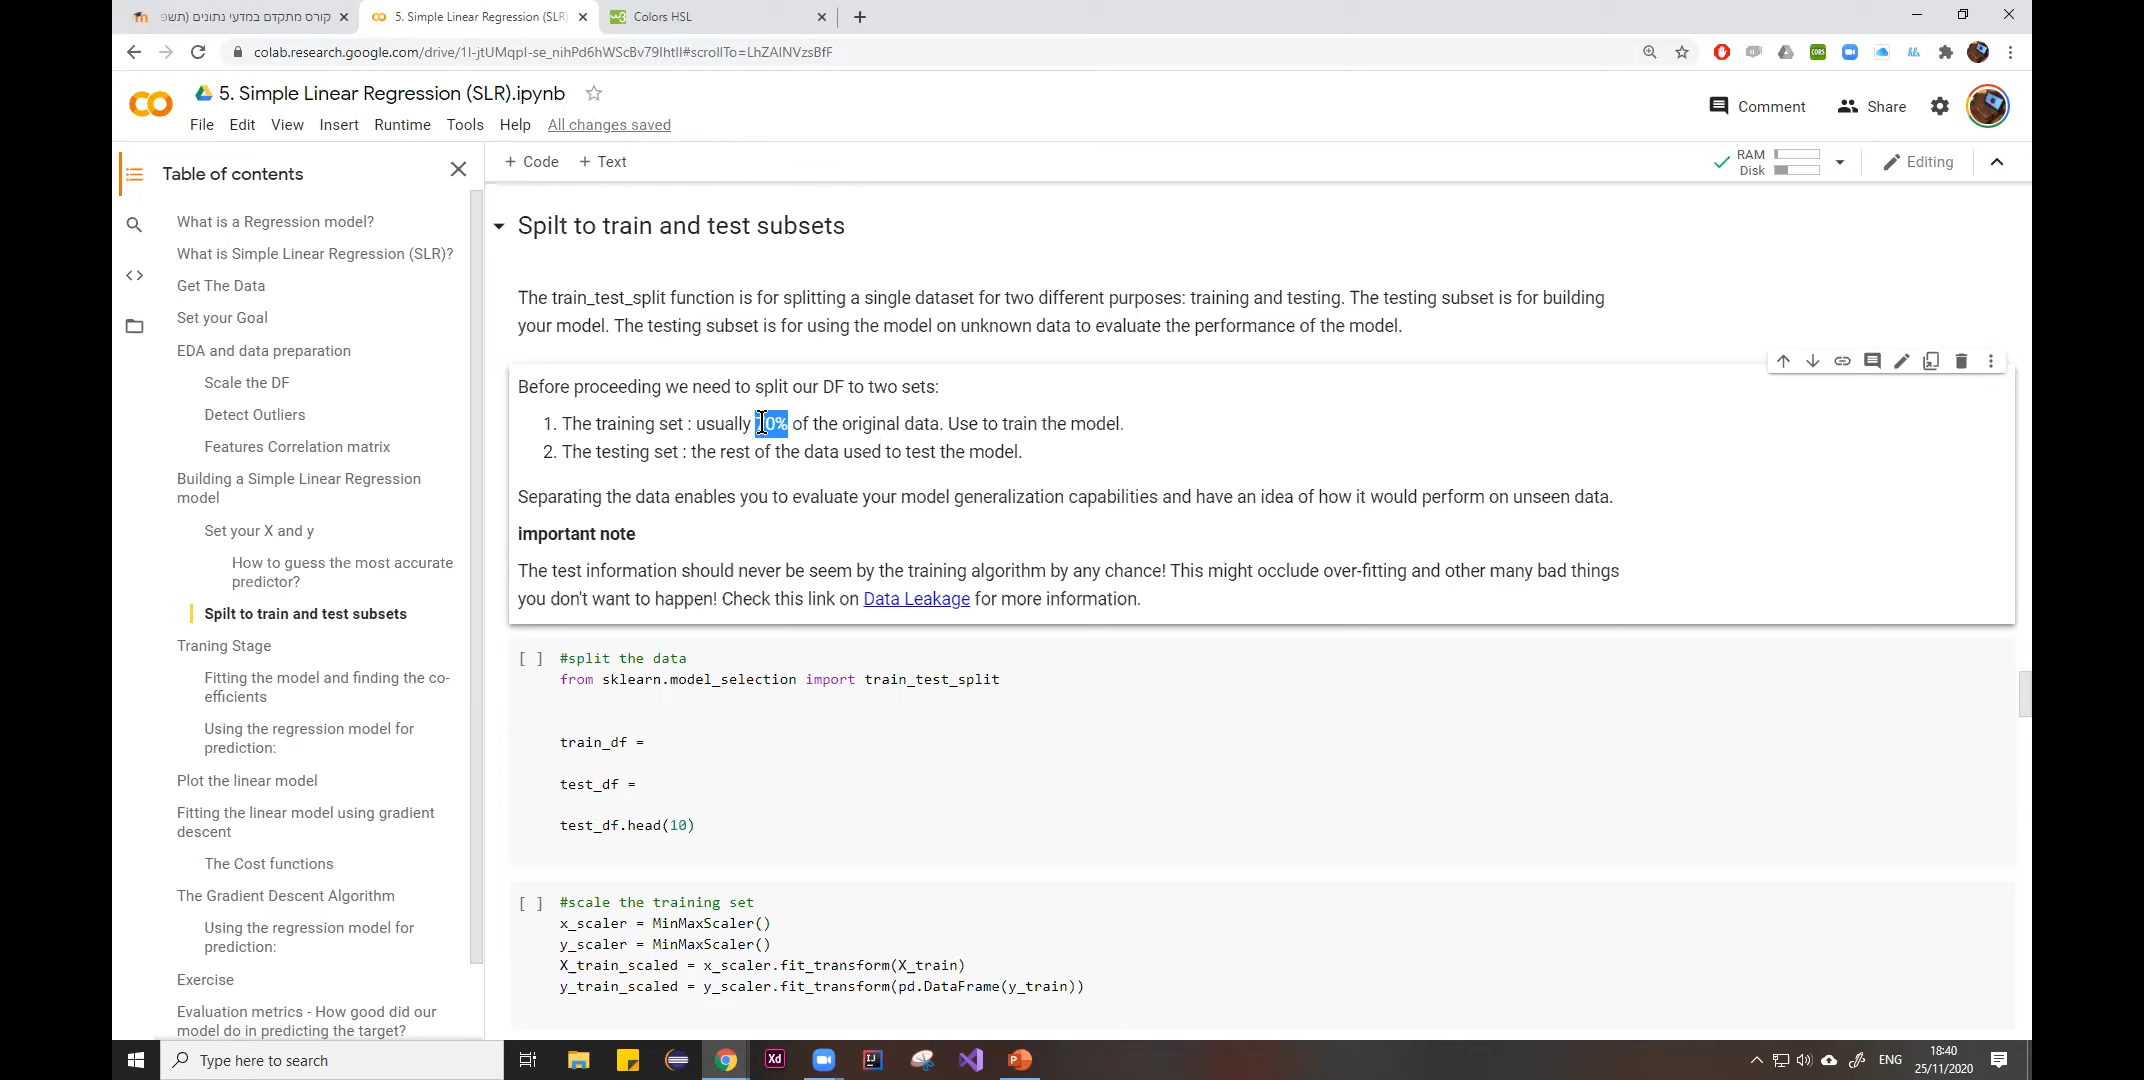 קורס מתקדם במדעי נתונים (תשפ
5. Simple Linear Regression (SLR)
Colors HSL
colab.research.google.com/drive/1I-jtUMqpI-se_nihPd6hWScBv79IhtlI#scrollTo=LhZAINVzsBfF
5. Simple Linear Regression (SLR).ipynb
File Edit View Insert Runtime Tools Help All changes saved
Comment Share
+ Code + Text
RAM
Disk
Editing
Table of contents
What is a Regression model?
What is Simple Linear Regression (SLR)?
Get The Data
Set your Goal
EDA and data preparation
Scale the DF
Detect Outliers
Features Correlation matrix
Building a Simple Linear Regression
model
Set your X and y
How to guess the most accurate
predictor?
Spilt to train and test subsets
Traning Stage
Fitting the model and finding the co-
efficients
Using the regression model for
prediction:
Plot the linear model
Fitting the linear model using gradient
descent
The Cost functions
The Gradient Descent Algorithm
Using the regression model for
prediction:
Exercise
Evaluation metrics - How good did our
model do in predicting the target?
Spilt to train and test subsets
The train_test_split function is for splitting a single dataset for two different purposes: training and testing. The testing subset is for building
your model. The testing subset is for using the model on unknown data to evaluate the performance of the model.
Before proceeding we need to split our DF to two sets:
1. The training set : usually of the original data. Use to train the model.
2. The testing set : the rest of the data used to test the model.
Separating the data enables you to evaluate your model generalization capabilities and have an idea of how it would perform on unseen data.
important note
The test information should never be seem by the training algorithm by any chance! This might occlude over-fitting and other many bad things
you don't want to happen! Check this link on Data Leakage for more information.
[ ] #split the data
from sklearn.model_selection import train_test_split
train_df =
test_df =
test_df.head(10)
[ ] #scale the training set
x_scaler = MinMaxScaler()
y_scaler = MinMaxScaler()
X_train_scaled = x_scaler.fit_transform(X_train)
y_train_scaled = y_scaler.fit_transform(pd.DataFrame(y_train))
Type here to search
Xd
ENG
18:40
25/11/2020